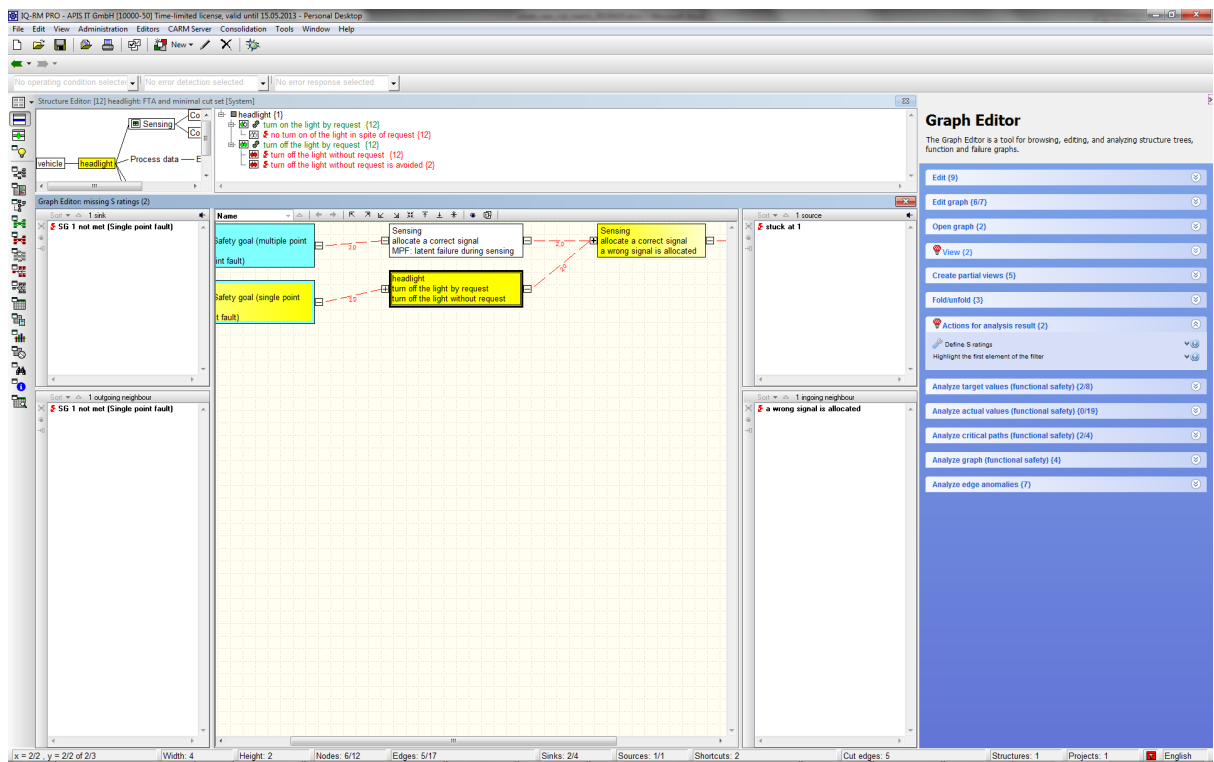 IQ-RM PRO - APIS IT GmbH [10000-50] Time-limited license, valid until 15.05.2013 - Personal Desktop
File Edit View Administration Editors CARM Server Consolidation Tools Window Help
New
No operating condition selected No error detection selected No error response selected
Structure Editor: [12] headlight: FTA and minimal cut set [System]
Sensing
Co
Co
vehicle
headlight
Process data
E
headlight {1}
turn on the light by request {12}
no turn on of the light in spite of request {12}
turn off the light by request {12}
turn off the light without request {12}
turn off the light without request is avoided {2}
Graph Editor: missing S ratings (2)
Sort 1 sink
SG 1 not met (Single point fault)
Name
Safety goal (multiple point
int fault)
2,0
Sensing
allocate a correct signal
MPF: latent failure during sensing
2,0
Sensing
allocate a correct signal
a wrong signal is allocated
Safety goal (single point
t fault)
2,0
headlight
turn off the light by request
turn off the light without request
2,0
Sort 1 source
stuck at 1
Sort 1 outgoing neighbour
SG 1 not met (Single point fault)
Sort 1 ingoing neighbour
a wrong signal is allocated
Graph Editor
The Graph Editor is a tool for browsing, editing, and analyzing structure trees,
function and failure graphs.
Edit {9}
Edit graph {6/7}
Open graph {2}
View {2}
Create partial views {5}
Fold/unfold {3}
Actions for analysis result {2}
Define S ratings
Highlight the first element of the filter
Analyze target values (functional safety) {2/8}
Analyze actual values (functional safety) {0/19}
Analyze critical paths (functional safety) {2/4}
Analyze graph (functional safety) {4}
Analyze edge anomalies {7}
x = 2/2 , y = 2/2 of 2/3 Width: 4 Height: 2 Nodes: 6/12 Edges: 5/17 Sinks: 2/4 Sources: 1/1 Shortcuts: 2 Cut edges: 5 Structures: 1 Projects: 1 English